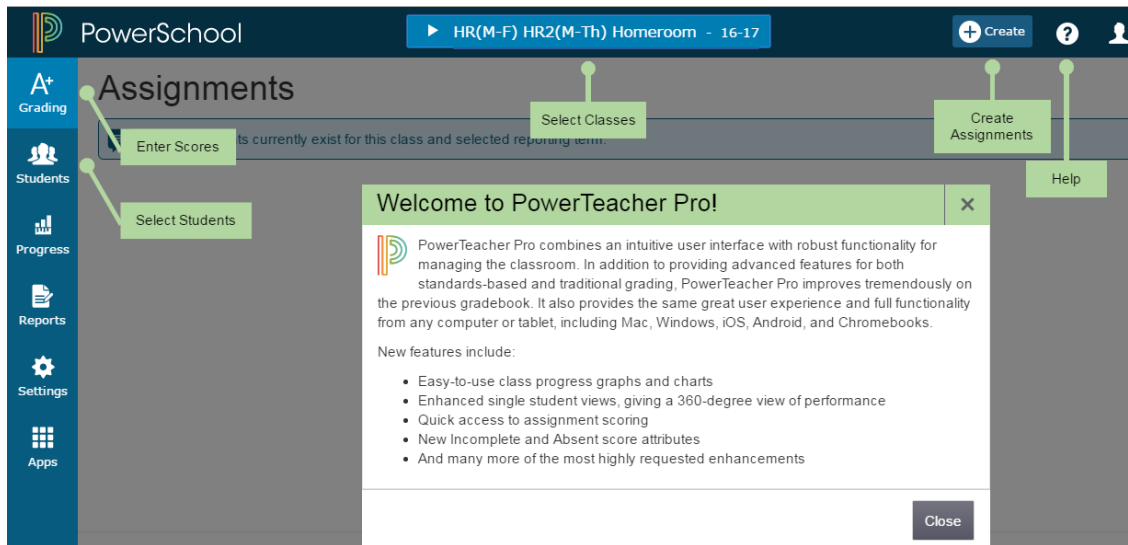 PowerSchool
HR(M-F) HR2(M-Th) Homeroom - 16-17
Create
?
A+
Grading
Students
Progress
Reports
Settings
Apps
Assignments
ts currently exist for this class and selected reporting term.
Enter Scores
Select Students
Select Classes
Create
Assignments
Help
Welcome to PowerTeacher Pro!
×
PowerTeacher Pro combines an intuitive user interface with robust functionality for
managing the classroom. In addition to providing advanced features for both
standards-based and traditional grading, PowerTeacher Pro improves tremendously on
the previous gradebook. It also provides the same great user experience and full functionality
from any computer or tablet, including Mac, Windows, iOS, Android, and Chromebooks.
New features include:
• Easy-to-use class progress graphs and charts
• Enhanced single student views, giving a 360-degree view of performance
• Quick access to assignment scoring
• New Incomplete and Absent score attributes
• And many more of the most highly requested enhancements
Close